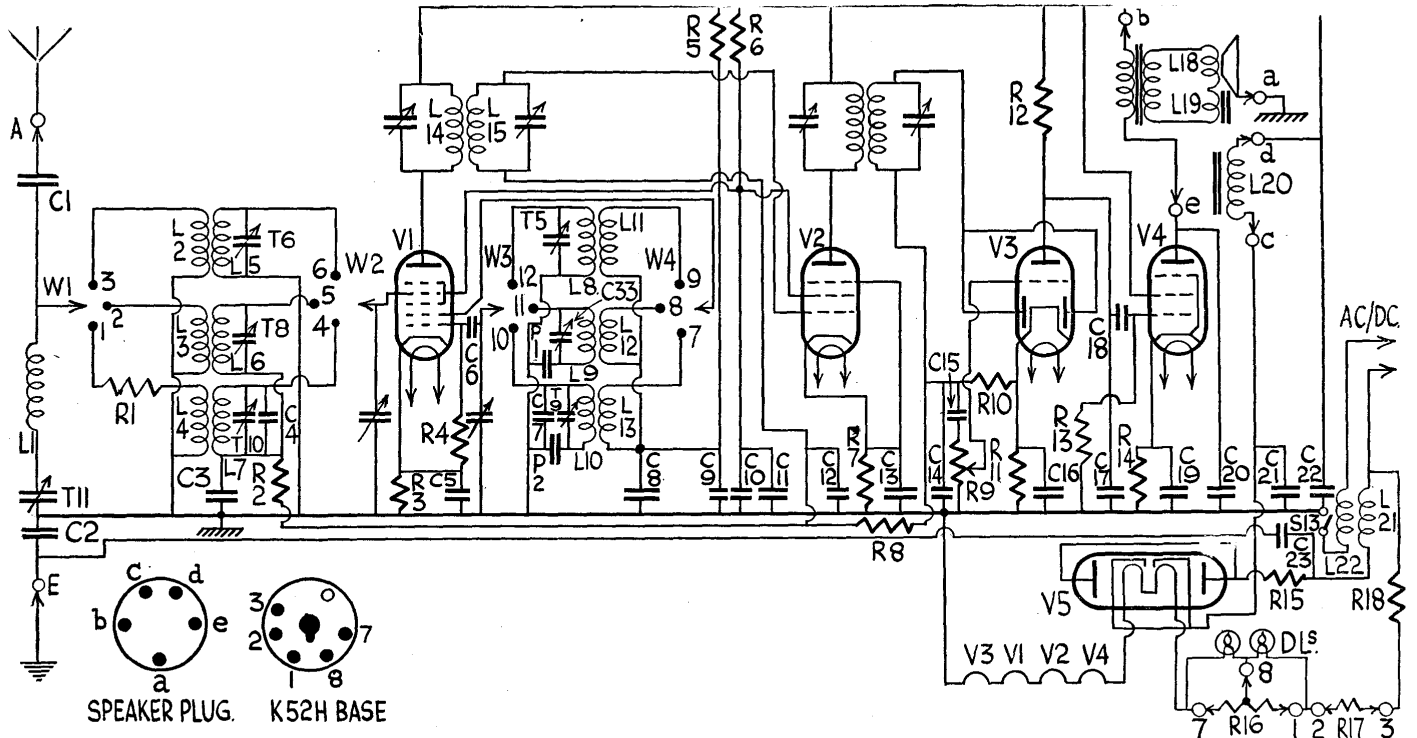 A
C1
W1
3
2
1
R1
L1
T11
C2
E
L2
L3
L4
T6
L5
T8
L6
T10
C4
L7
C3
R2
6
5
4
W2
V1
L14
L15
R5
R6
R3
R4
C5
C6
W3
12
11
10
T5
L11
L8
C33
P1
L9
L12
C7
T9
L13
L10
P2
W4
9
8
7
C8
C9
C10
C11
V2
C12
R7
C13
R8
R12
V3
C15
R10
C14
R9
R11
C16
C18
R13
C17
R14
C19
C20
V4
b
L18
L19
a
d
L20
e
c
C21
C22
AC/DC.
S13
C23
L22
L21
V5
R15
R18
V3 V1 V2 V4
DLs.
8
7 R16 1 2 R17 3
c d
b e
a
SPEAKER PLUG.
3
2 7
1 8
K52H BASE